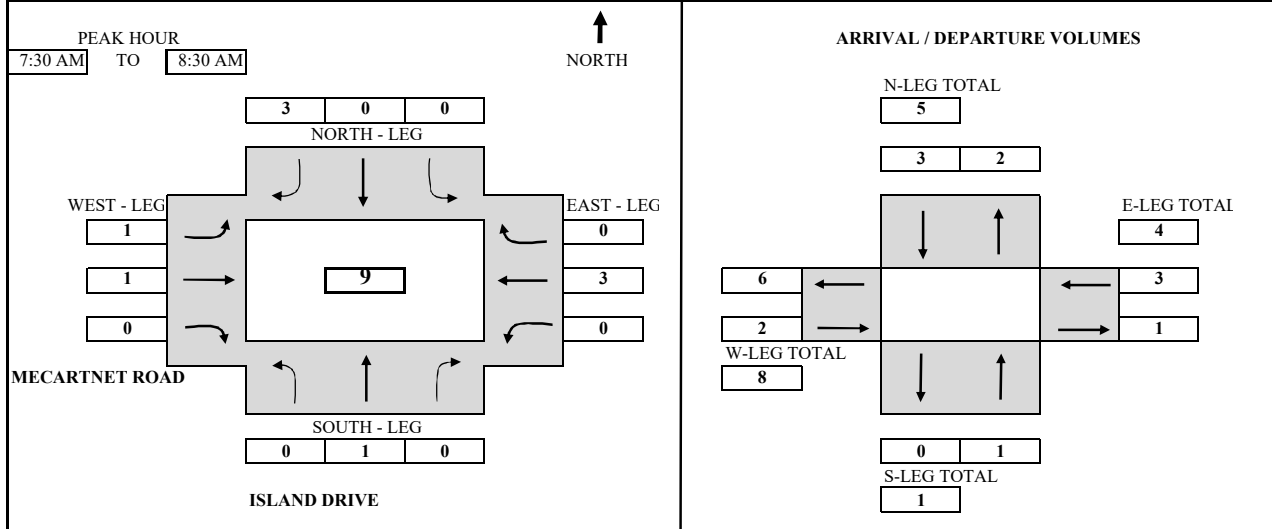 PEAK HOUR
7:30 AM TO 8:30 AM
NORTH
3 0 0
NORTH - LEG
WEST - LEG
EAST - LEG
1
0
1
9
3
0
0
MECARTNET ROAD
SOUTH - LEG
0 1 0
ISLAND DRIVE
ARRIVAL / DEPARTURE VOLUMES
N-LEG TOTAL
5
3 2
E-LEG TOTAL
4
6
3
2
1
W-LEG TOTAL
8
0 1
S-LEG TOTAL
1